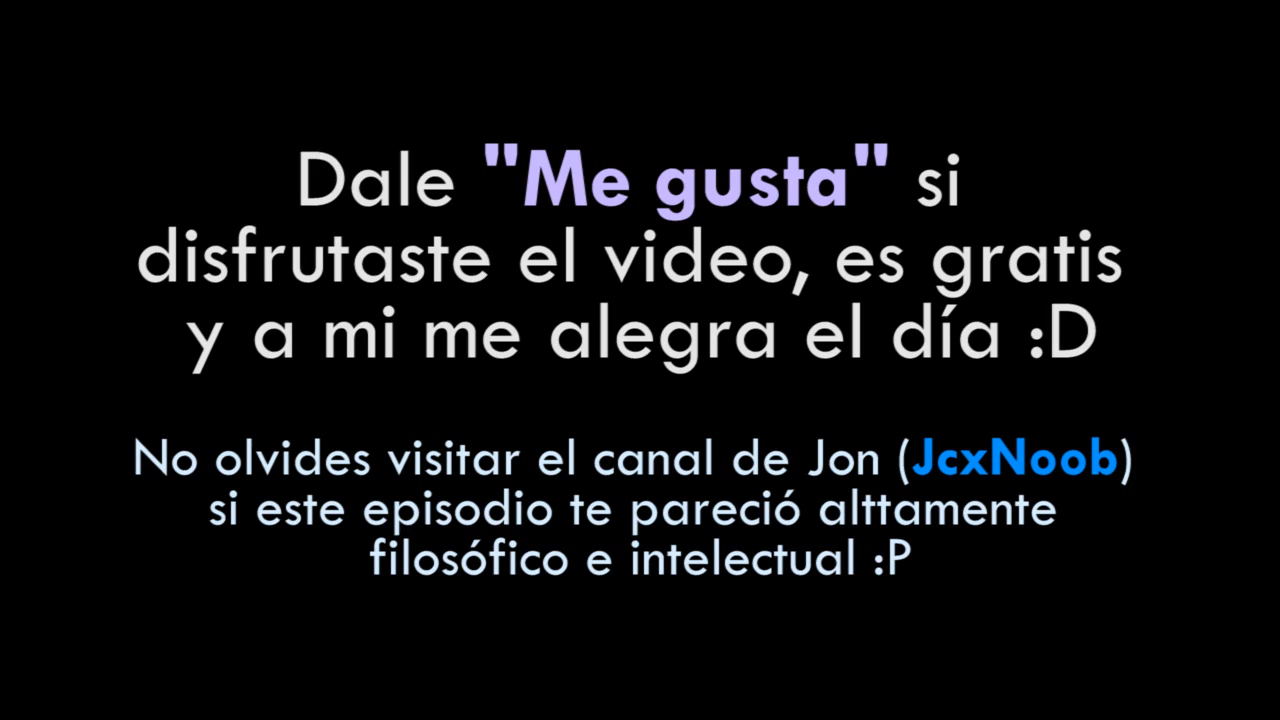 Dale "Me gusta" si
disfrutaste el video, es gratis
y a mi me alegra el día :D
No olvides visitar el canal de Jon (JcxNoob)
si este episodio te pareció alttamente
filosófico e intelectual :P